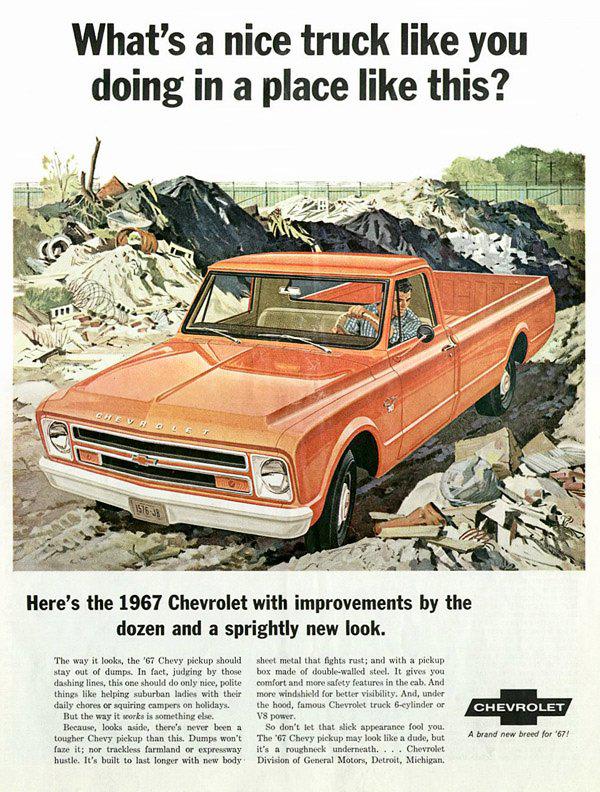 What's a nice truck like you
doing in a place like this?
CHEVROLET
1576-JB
Here's the 1967 Chevrolet with improvements by the
dozen and a sprightly new look.
The way it looks, the '67 Chevy pickup should
stay out of dumps. In fact, judging by those
dashing lines, this one should do only nice, polite
things like helping suburban ladies with their
daily chores or squiring campers on holidays.
But the way it works is something else.
Because, looks aside, there's never been a
tougher Chevy pickup than this. Dumps won't
faze it; nor trackless farmland or expressway
hustle. It's built to last longer with new body
sheet metal that fights rust; and with a pickup
box made of double-walled steel. It gives you
comfort and more safety features in the cab. And
more windshield for better visibility. And, under
the hood, famous Chevrolet truck 6-cylinder or
V8 power.
So don't let that slick appearance fool you.
The '67 Chevy pickup may look like a dude, but
it's a roughneck underneath. . . . Chevrolet
Division of General Motors, Detroit, Michigan.
CHEVROLET
A brand new breed for '67!